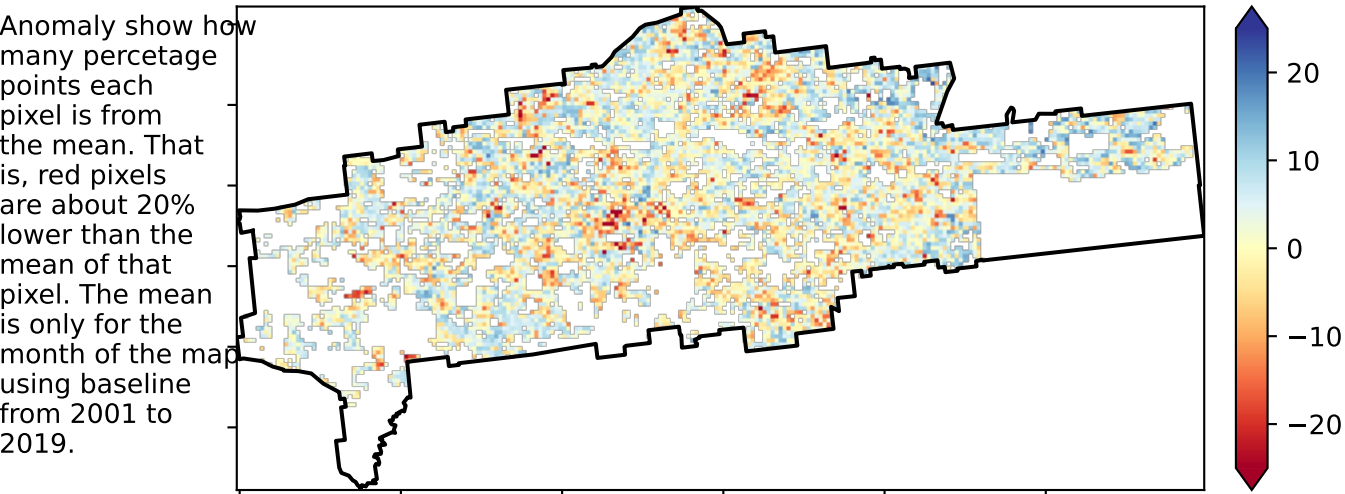 Anomaly show how
many percetage
points each
pixel is from
the mean. That
is, red pixels
are about 20%
lower than the
mean of that
pixel. The mean
is only for the
month of the map
using baseline
from 2001 to
2019.
20
10
0
−10
−20